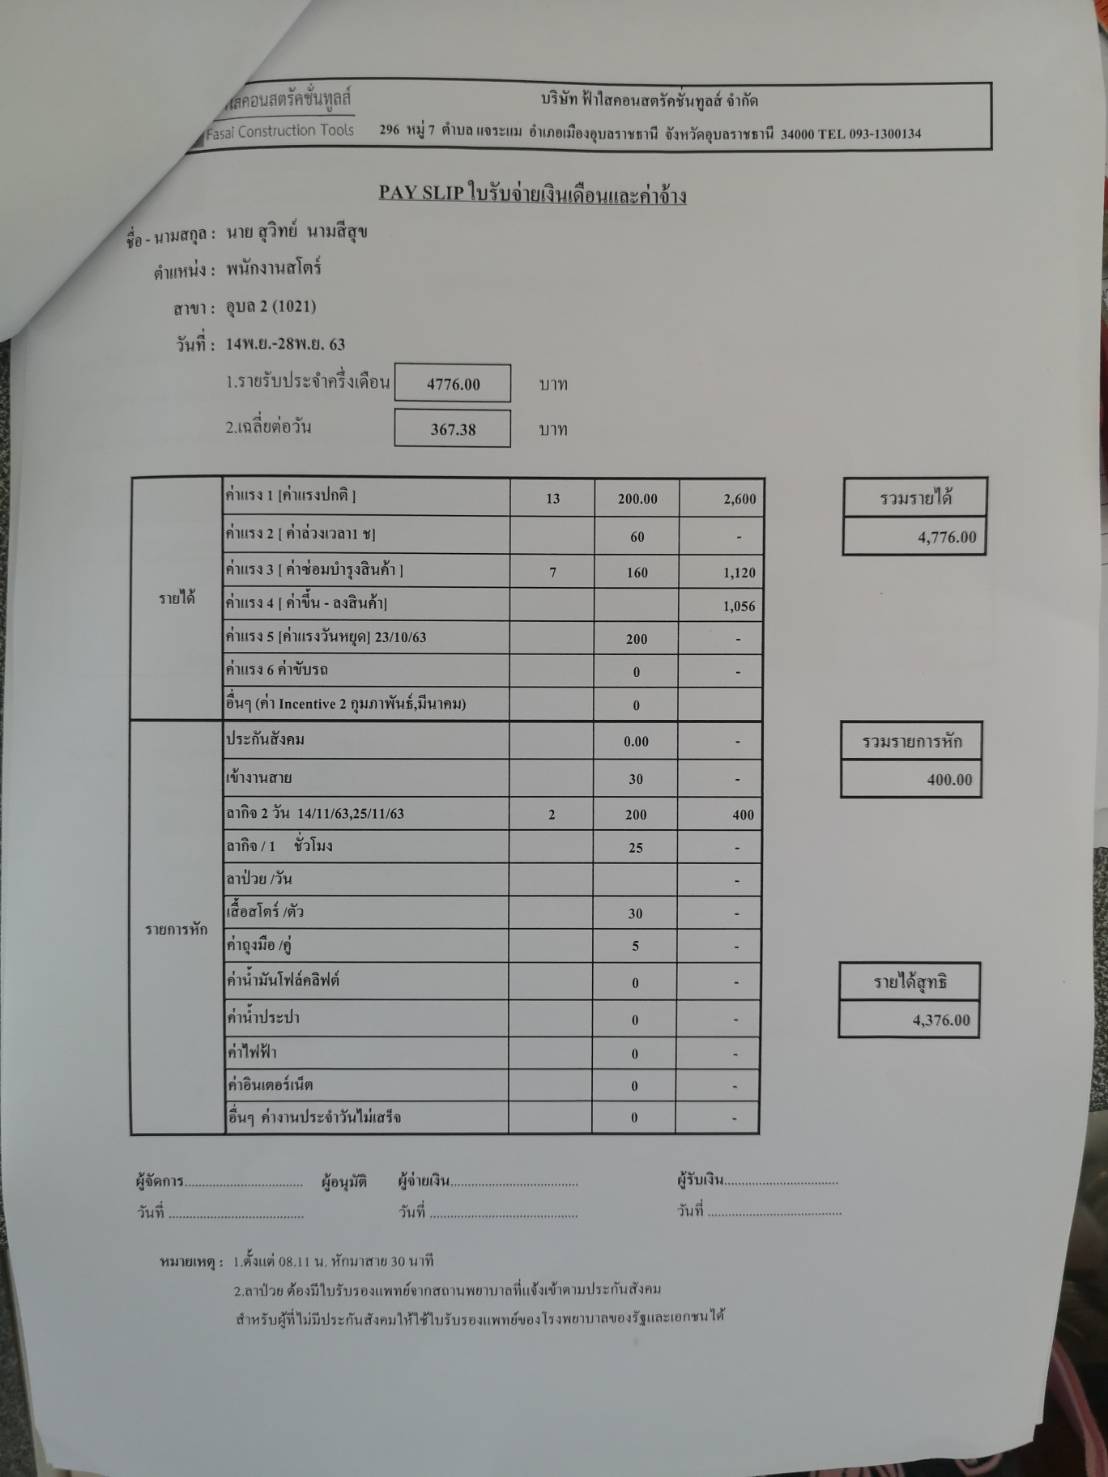 ใสคอนสตรัคชั่นทูลส์
Fasai Construction Tools
บริษัท ฟ้าใสคอนสตรัคชั่นทูลส์ จำกัด
296 หมู่ 7 ตำบล แจระแม อำเภอเมืองอุบลราชธานี จังหวัดอุบลราชธานี 34000 TEL 093-1300134
PAY SLIP ใบรับจ่ายเงินเดือนและค่าจ้าง
ชื่อ - นามสกุล : นาย สุวิทย์ นามสีสุข
ตำแหน่ง : พนักงานสโตร์
สาขา : อุบล 2 (1021)
วันที่ : 14พ.ย.-28พ.ย. 63
1.รายรับประจำครึ่งเดือน 4776.00 บาท
2.เฉลี่ยต่อวัน 367.38 บาท
รายได้
ค่าแรง 1 [ค่าแรงปกติ ] 13 200.00 2,600
ค่าแรง 2 [ ค่าล่วงเวลา1 ช] 60 -
ค่าแรง 3 [ ค่าซ่อมบำรุงสินค้า ] 7 160 1,120
ค่าแรง 4 [ ค่าขึ้น - ลงสินค้า] 1,056
ค่าแรง 5 [ค่าแรงวันหยุด] 23/10/63 200 -
ค่าแรง 6 ค่าขับรถ 0 -
อื่นๆ (ค่า Incentive 2 กุมภาพันธ์,มีนาคม) 0
รวมรายได้
4,776.00
รายการหัก
ประกันสังคม 0.00 -
เข้างานสาย 30 -
ลากิจ 2 วัน 14/11/63,25/11/63 2 200 400
ลากิจ / 1 ชั่วโมง 25 -
ลาป่วย /วัน -
เสื้อสโตร์ /ตัว 30 -
ค่าถุงมือ /คู่ 5 -
ค่าน้ำมันโฟล์คลิฟต์ 0 -
ค่าน้ำประปา 0 -
ค่าไฟฟ้า 0 -
ค่าอินเตอร์เน็ต 0 -
อื่นๆ ค่างานประจำวันไม่เสร็จ 0 -
รวมรายการหัก
400.00
รายได้สุทธิ
4,376.00
ผู้จัดการ.................................. ผู้อนุมัติ ผู้จ่ายเงิน..................................... ผู้รับเงิน.................................
วันที่ ....................................... วันที่ ........................................... วันที่ .......................................
หมายเหตุ : 1.ตั้งแต่ 08.11 น. หักมาสาย 30 นาที
2.ลาป่วย ต้องมีใบรับรองแพทย์จากสถานพยาบาลที่แจ้งเข้าตามประกันสังคม
สำหรับผู้ที่ไม่มีประกันสังคมให้ใช้ใบรับรองแพทย์ของโรงพยาบาลของรัฐและเอกชนได้